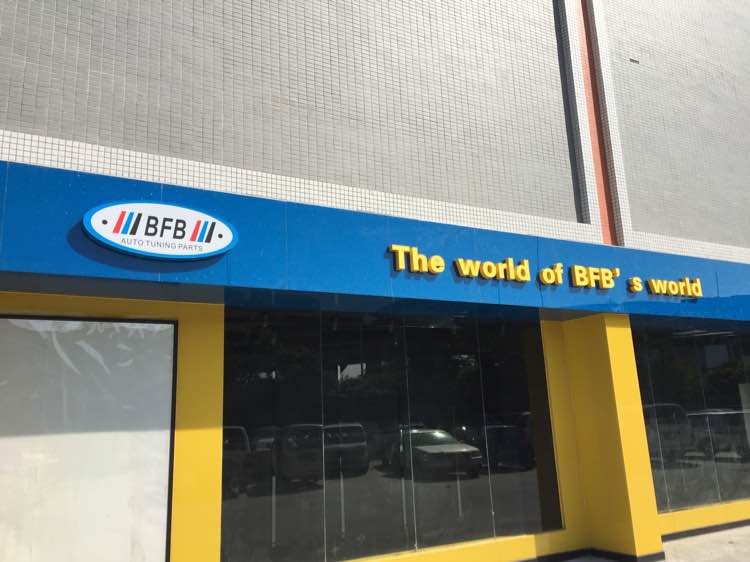 BFB
AUTO TUNING PARTS
The world of BFB' s world